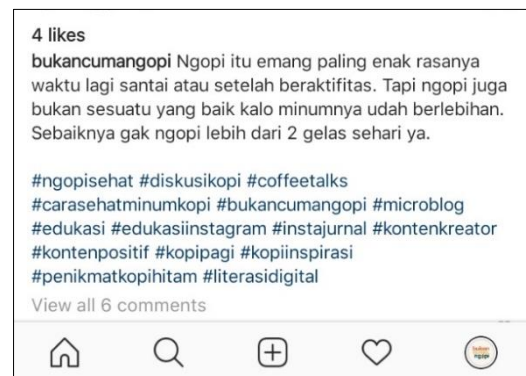 4 likes
bukancumangopi Ngopi itu emang paling enak rasanya
waktu lagi santai atau setelah beraktifitas. Tapi ngopi juga
bukan sesuatu yang baik kalo minumnya udah berlebihan.
Sebaiknya gak ngopi lebih dari 2 gelas sehari ya.
#ngopisehat #diskusikopi #coffeetalks
#carasehatminumkopi #bukancumangopi #microblog
#edukasi #edukasiinstagram #instajurnal #kontenkreator
#kontenpositif #kopipagi #kopiinspirasi
#penikmatkopihitam #literasidigital
View all 6 comments